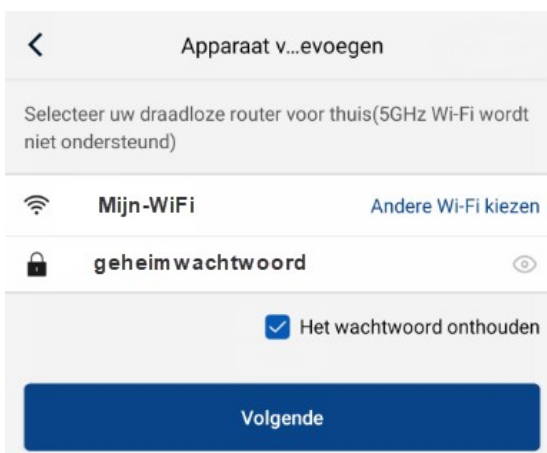 Apparaat v...evoegen
Selecteer uw draadloze router voor thuis(5GHz Wi-Fi wordt
niet ondersteund)
Mijn-WiFi Andere Wi-Fi kiezen
geheimwachtwoord
Het wachtwoord onthouden
Volgende